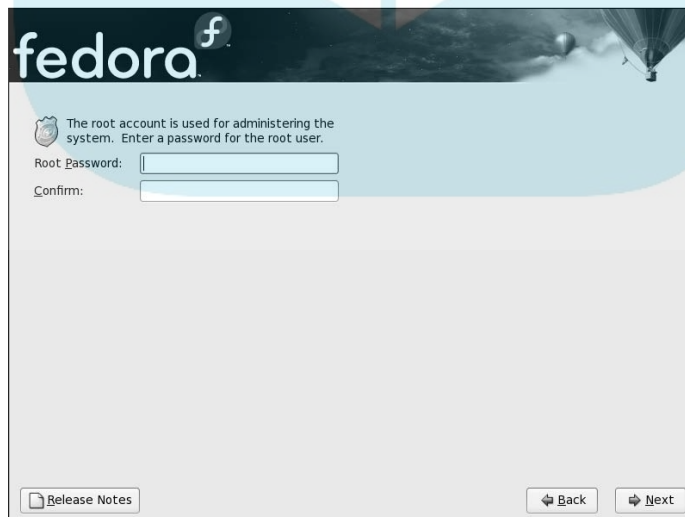 fedora
The root account is used for administering the
system. Enter a password for the root user.
Root Password:
Confirm:
Release Notes
Back
Next